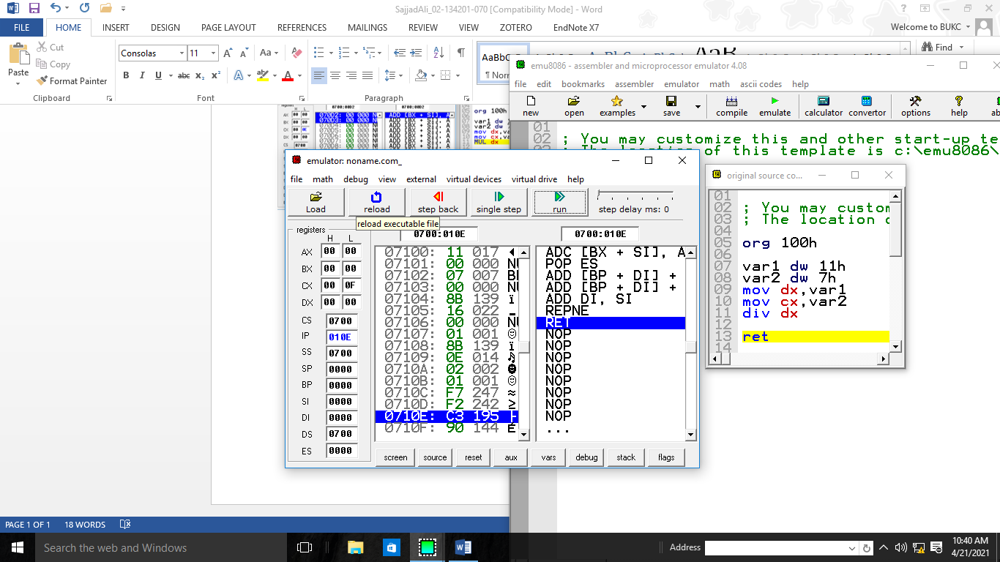 SajjadAli_02-134201-070 [Compatibility Mode] - Word
FILE HOME INSERT DESIGN PAGE LAYOUT REFERENCES MAILINGS REVIEW VIEW ZOTERO EndNote X7 Welcome to BUKC
Paste
Cut
Copy
Format Painter
Clipboard
Consolas 11
Font
Paragraph
AaBbC
¶ Norm
Find
0700:00D2 0700:00D2
org 100h
MUL dx
emu8086 - assembler and microprocessor emulator 4.08
file edit bookmarks assembler emulator math ascii codes help
new open examples save compile emulate calculator convertor options help
01
02 ; You may customize this and other start-up te
03 ; The location of this template is c:\emu8086\
emulator: noname.com_
file math debug view external virtual devices virtual drive help
Load reload step back single step run step delay ms: 0
reload executable file
registers
H L
AX 00 00
BX 00 00
CX 00 0F
DX 00 00
CS 0700
IP 010E
SS 0700
SP 0000
BP 0000
SI 0000
DI 0000
DS 0700
ES 0000
0700:010E 0700:010E
07100: 11 017 ◄
07101: 00 000 NU
07102: 07 007 BE
07103: 00 000 NU
07104: 8B 139 ï
07105: 16 022 ▬
07106: 00 000 NU
07107: 01 001 ☺
07108: 8B 139 ï
07109: 0E 014 ♫
0710A: 02 002 ☻
0710B: 01 001 ☺
0710C: F7 247 ≈
0710D: F2 242 ≥
0710E: C3 195 ├
0710F: 90 144 É
ADC [BX + SI], A
POP ES
ADD [BP + DI] +
ADD [BP + DI] +
ADD DI, SI
REPNE
RET
NOP
NOP
NOP
NOP
NOP
NOP
NOP
NOP
...
screen source reset aux vars debug stack flags
original source co...
01
02 ; You may custom
03 ; The location o
04
05 org 100h
06
07 var1 dw 11h
08 var2 dw 7h
09 mov dx,var1
10 mov cx,var2
11 div dx
12
13 ret
14
PAGE 1 OF 1 18 WORDS
Search the web and Windows
Address
10:40 AM
4/21/2021